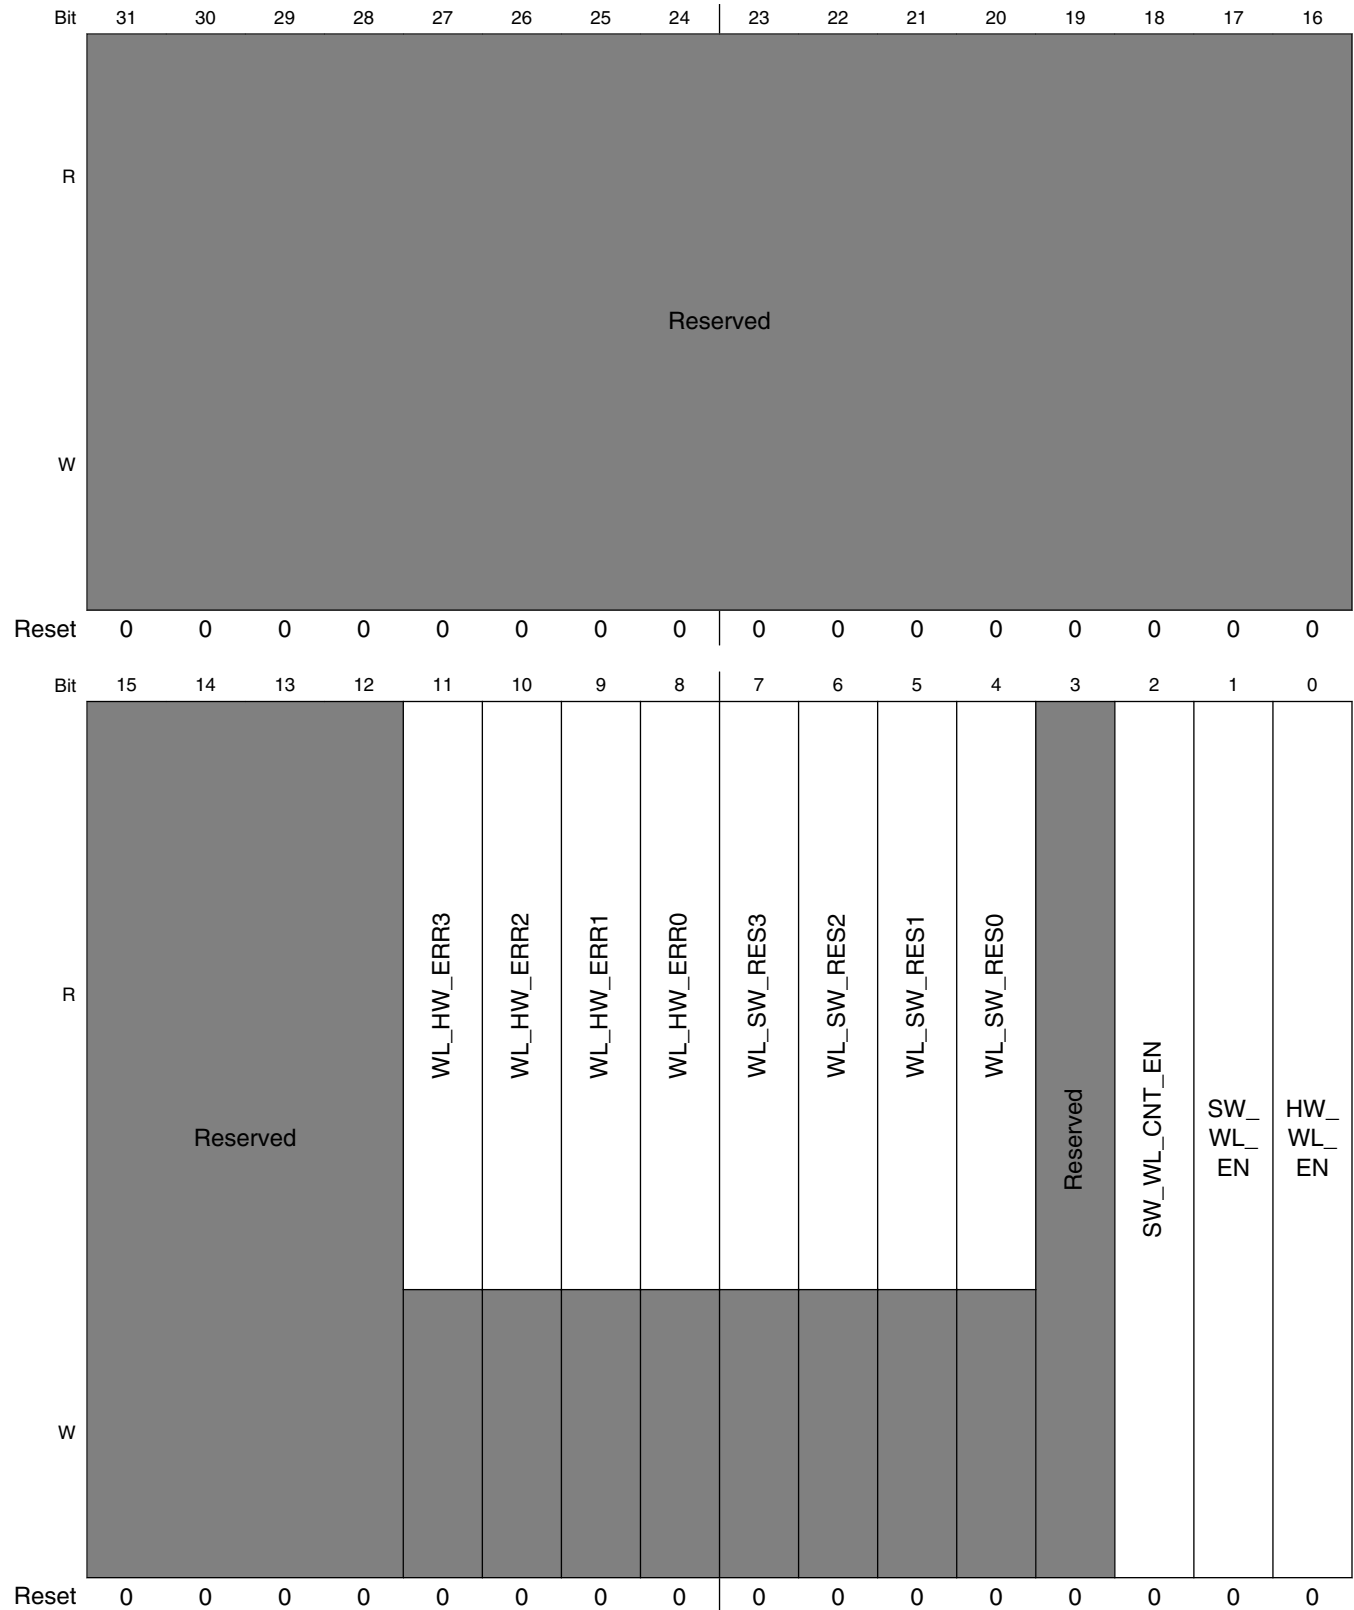 Bit 31 30 29 28 27 26 25 24 23 22 21 20 19 18 17 16
R
Reserved
W
Reset 0 0 0 0 0 0 0 0 0 0 0 0 0 0 0 0
Bit 15 14 13 12 11 10 9 8 7 6 5 4 3 2 1 0
R
Reserved
WL_HW_ERR3
WL_HW_ERR2
WL_HW_ERR1
WL_HW_ERR0
WL_SW_RES3
WL_SW_RES2
WL_SW_RES1
WL_SW_RES0
Reserved
SW_WL_CNT_EN
SW_
WL_
EN
HW_
WL_
EN
W
Reset 0 0 0 0 0 0 0 0 0 0 0 0 0 0 0 0